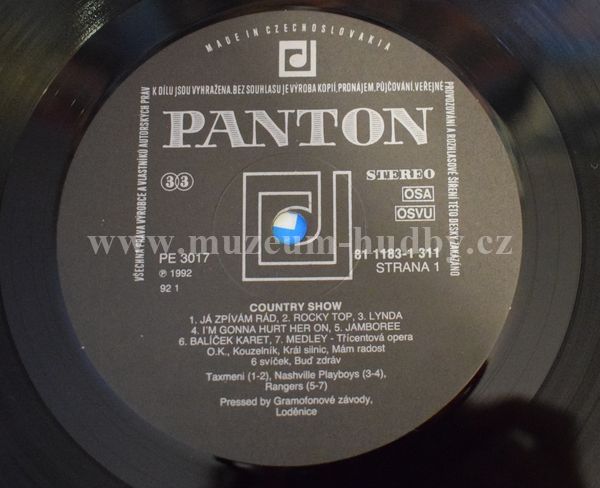 MADE IN CZECHOSLOVAKIA
VŠECHNA PRÁVA VÝROBCE A VLASTNÍKŮ AUTORSKÝCH PRÁV
K DÍLU JSOU VYHRAŽENA. BEZ SOUHLASU JE VÝROBA KOPIÍ, PRONÁJEM, PŮJČOVÁNÍ, VEŘEJNÉ
PROVOZOVÁNÍ A ROZHLASOVÉ ŠÍŘENÍ TÉTO DESKY ZAKÁZÁNO
PANTON
33
STEREO
OSA
OSVU
www.muzeum-hudby.cz
PE 3017
℗ 1992
92 1
81 1183-1 311
STRANA 1
COUNTRY SHOW
1. JÁ ZPÍVÁM RÁD, 2. ROCKY TOP, 3. LYNDA
4. I'M GONNA HURT HER ON, 5. JAMBOREE
6. BALÍČEK KARET, 7. MEDLEY - Třícentová opera
O.K., Kouzelník, Král silnic, Mám radost
6 svíček, Buď zdráv
Taxmeni (1-2), Nashville Playboys (3-4),
Rangers (5-7)
Pressed by Gramofonové závody,
Loděnice